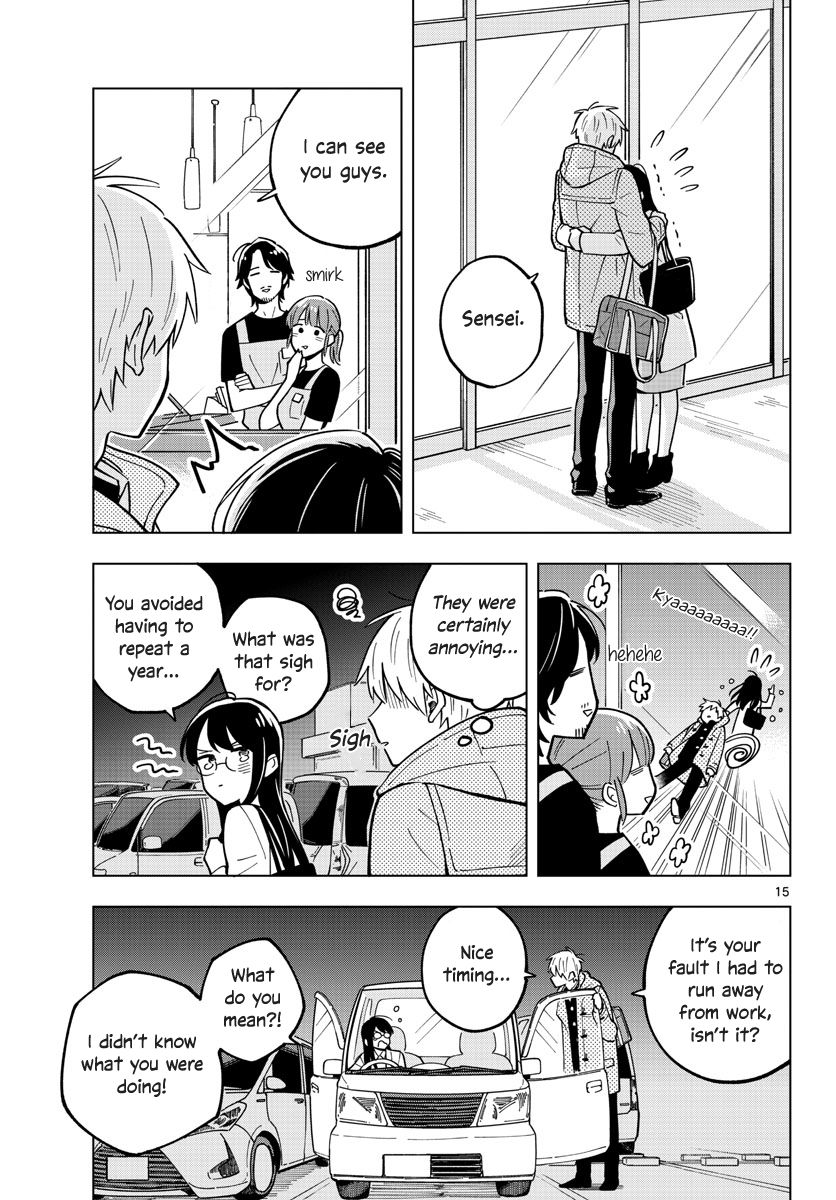 Sensei.
I can see
you guys.
smirk
Kyaaaaaaaaa!!
hehehe
They were
certainly
annoying...
Sigh
What was
that sigh
for?
You avoided
having to
repeat a
year...
15
It's your
fault I had to
run away
from work,
isn't it?
Nice
timing...
What
do you
mean?!
I didn't know
what you were
doing!